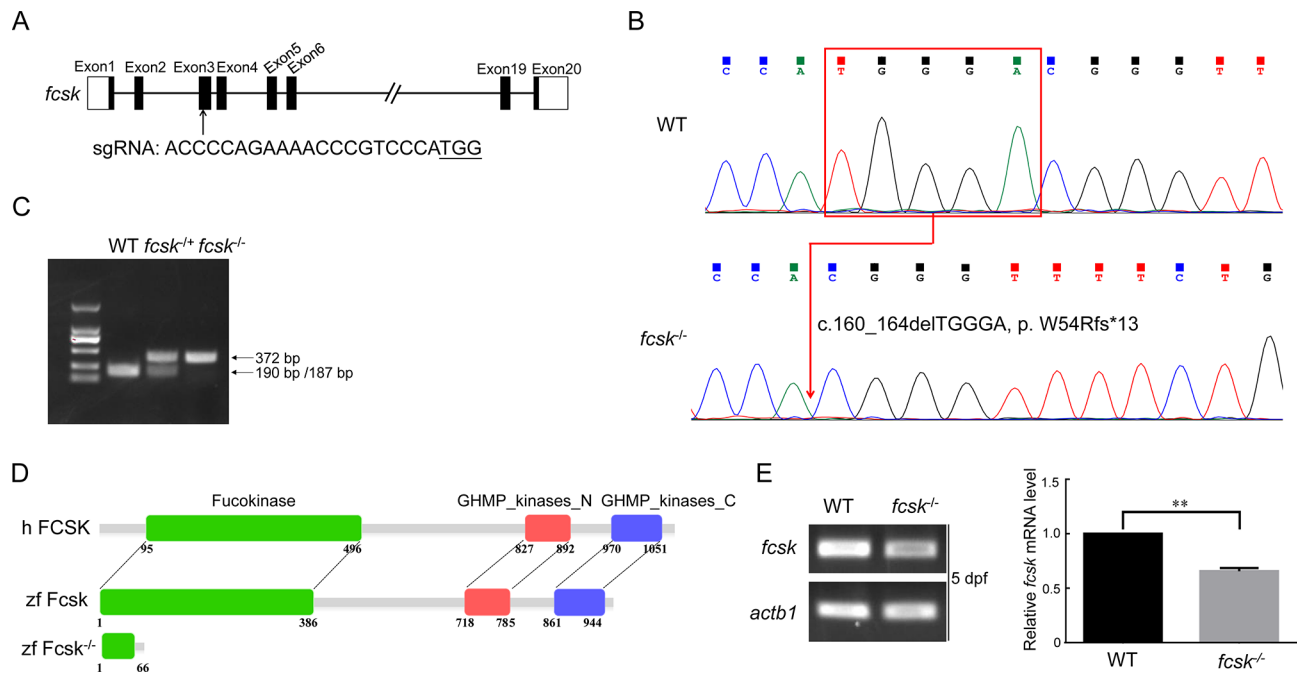 A
Exon1 Exon2 Exon3 Exon4 Exon5 Exon6 Exon19 Exon20
fcsk
sgRNA: ACCCCAGAAAACCCGTCCCATGG
B
C C A T G G G A C G G G T T
WT
C C A C G G G T T T T C T G
c.160_164delTGGGA, p. W54Rfs*13
fcsk-/-
C
WT fcsk-/+ fcsk-/-
372 bp
190 bp /187 bp
D
Fucokinase GHMP_kinases_N GHMP_kinases_C
h FCSK
95 496 827 892 970 1051
zf Fcsk
1 386 718 785 861 944
zf Fcsk-/-
1 66
E
WT fcsk-/-
fcsk
5 dpf
actb1
Relative fcsk mRNA level
1.5
1.0
0.5
0
**
WT fcsk-/-